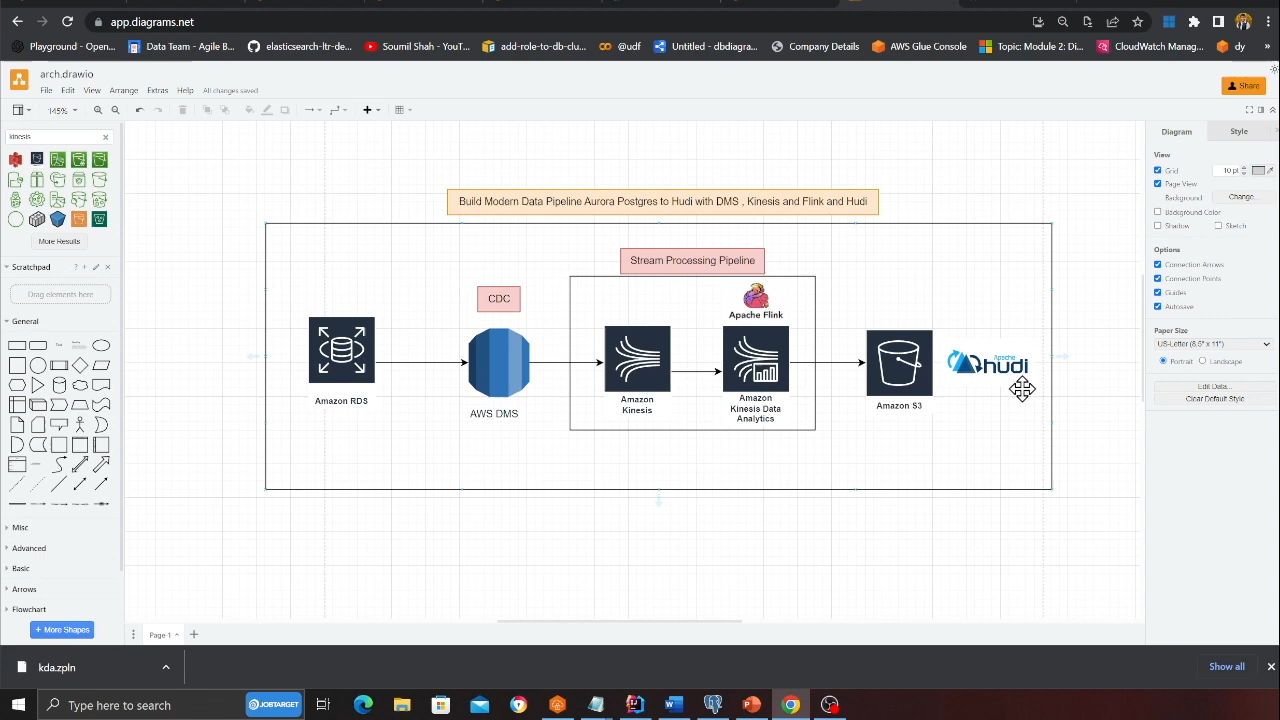 app.diagrams.net
Playground - Open...
Data Team - Agile B...
elasticsearch-ltr-de...
Soumil Shah - YouT...
add-role-to-db-clu...
@udf
Untitled - dbdiagra...
Company Details
AWS Glue Console
Topic: Module 2: Di...
CloudWatch Manag...
dy
»
arch.drawio
File Edit View Arrange Extras Help All changes saved
Share
145%
kinesis
More Results
Scratchpad
Drag elements here
General
Misc
Advanced
Basic
Arrows
Flowchart
+ More Shapes
Build Modern Data Pipeline Aurora Postgres to Hudi with DMS , Kinesis and Flink and Hudi
Stream Processing Pipeline
CDC
Apache Flink
Amazon RDS
AWS DMS
Amazon
Kinesis
Amazon
Kinesis Data
Analytics
Amazon S3
Apache
hudi
Page-1
Diagram Style
View
Grid 10 pt
Page View
Background Change...
Background Color
Shadow Sketch
Options
Connection Arrows
Connection Points
Guides
Autosave
Paper Size
US-Letter (8,5" x 11")
Portrait Landscape
Edit Data...
Clear Default Style
kda.zpln
Show all
Type here to search
JOBTARGET